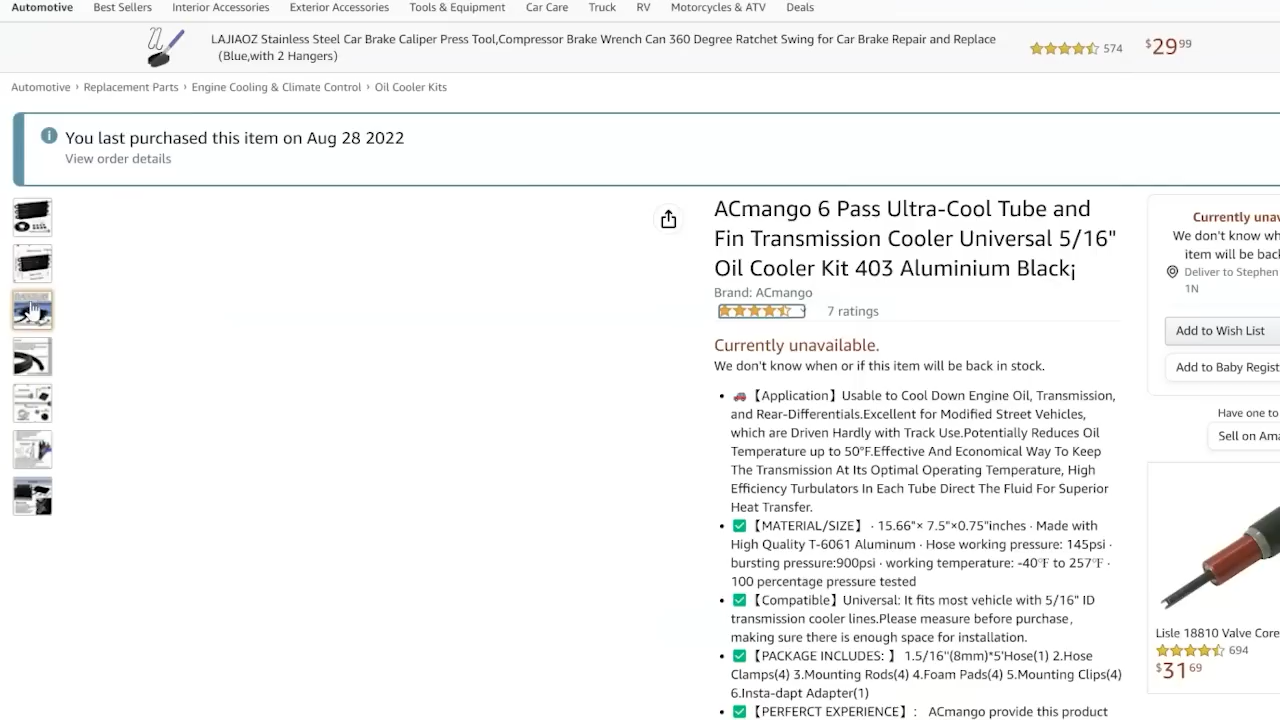 Automotive Best Sellers Interior Accessories Exterior Accessories Tools & Equipment Car Care Truck RV Motorcycles & ATV Deals
LAJIAOZ Stainless Steel Car Brake Caliper Press Tool,Compressor Brake Wrench Can 360 Degree Ratchet Swing for Car Brake Repair and Replace
(Blue,with 2 Hangers)
574
$29 99
Automotive › Replacement Parts › Engine Cooling & Climate Control › Oil Cooler Kits
You last purchased this item on Aug 28 2022
View order details
ACmango 6 Pass Ultra-Cool Tube and
Fin Transmission Cooler Universal 5/16"
Oil Cooler Kit 403 Aluminium Black¡
Brand: ACmango
7 ratings
Currently unavailable.
We don't know when or if this item will be back in stock.
• 【Application】Usable to Cool Down Engine Oil, Transmission,
and Rear-Differentials.Excellent for Modified Street Vehicles,
which are Driven Hardly with Track Use.Potentially Reduces Oil
Temperature up to 50°F.Effective And Economical Way To Keep
The Transmission At Its Optimal Operating Temperature, High
Efficiency Turbulators In Each Tube Direct The Fluid For Superior
Heat Transfer.
• ✅【MATERIAL/SIZE】 · 15.66"× 7.5"×0.75"inches · Made with
High Quality T-6061 Aluminum · Hose working pressure: 145psi ·
bursting pressure:900psi · working temperature: -40℉ to 257℉ ·
100 percentage pressure tested
• ✅【Compatible】Universal: It fits most vehicle with 5/16" ID
transmission cooler lines.Please measure before purchase,
making sure there is enough space for installation.
• ✅【PACKAGE INCLUDES: 】 1.5/16"(8mm)*5'Hose(1) 2.Hose
Clamps(4) 3.Mounting Rods(4) 4.Foam Pads(4) 5.Mounting Clips(4)
6.Insta-dapt Adapter(1)
• ✅【PERFERCT EXPERIENCE】: ACmango provide this product
Currently una
We don't know wh
item will be back
Deliver to Stephen
1N
Add to Wish List
Add to Baby Regist
Have one to
Sell on Ama
Lisle 18810 Valve Core
694
$31 69